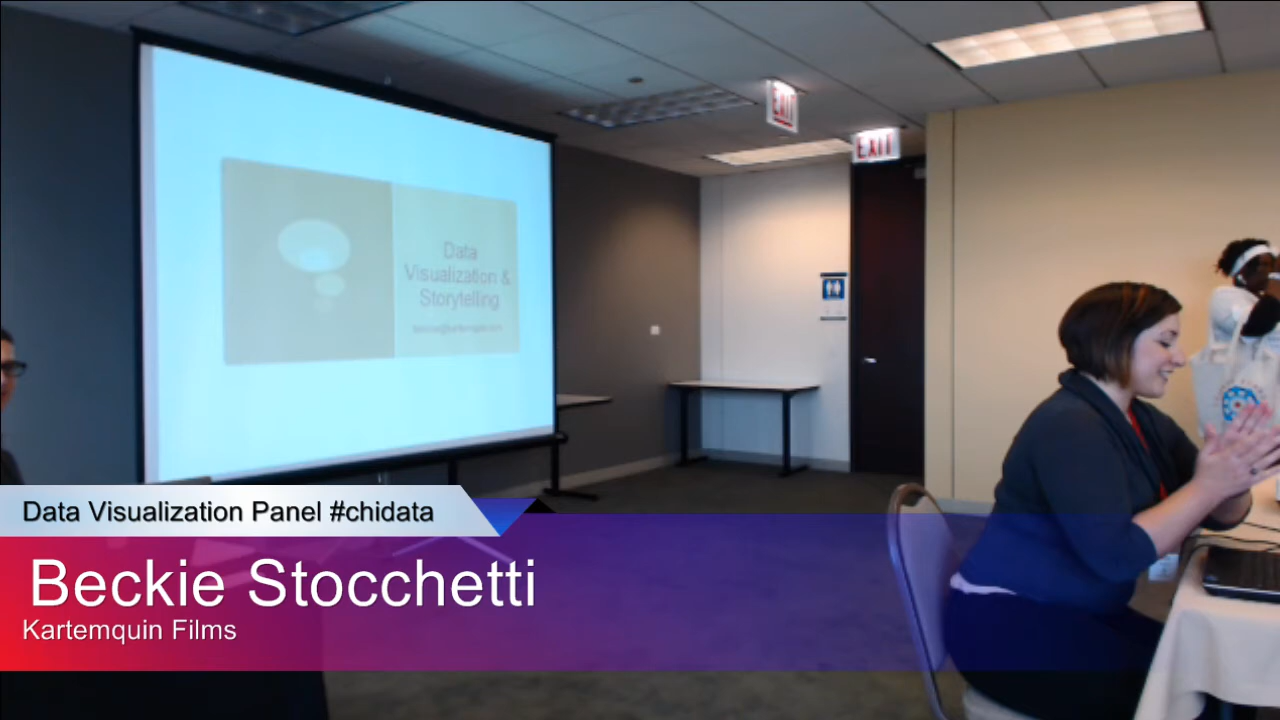 EXIT
EXIT
Data
Visualization &
Storytelling
Data Visualization Panel #chidata
Beckie Stocchetti
Kartemquin Films